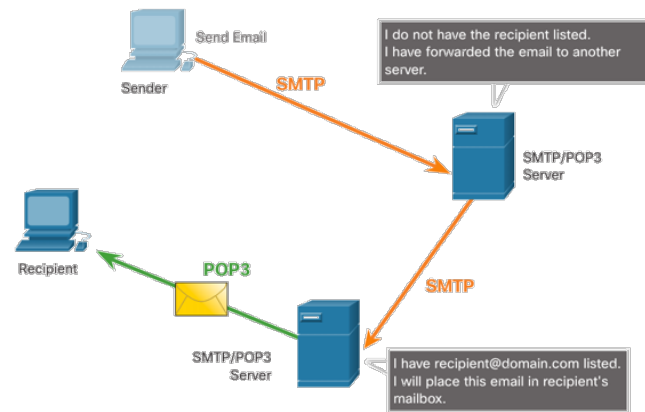 Send Email
I do not have the recipient listed.
I have forwarded the email to another
server.
Sender
SMTP
SMTP/POP3
Server
Recipient
POP3
SMTP
SMTP/POP3
Server
I have recipient@domain.com listed.
I will place this email in recipient's
mailbox.